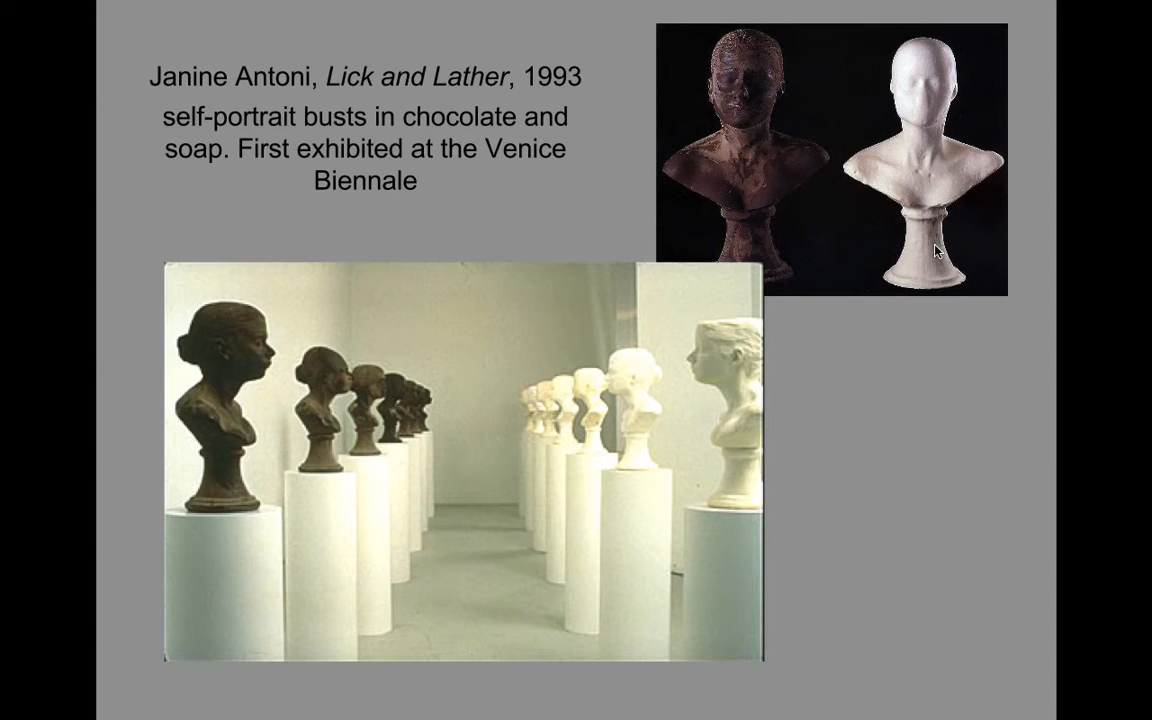 Janine Antoni, Lick and Lather, 1993
self-portrait busts in chocolate and
soap. First exhibited at the Venice
Biennale